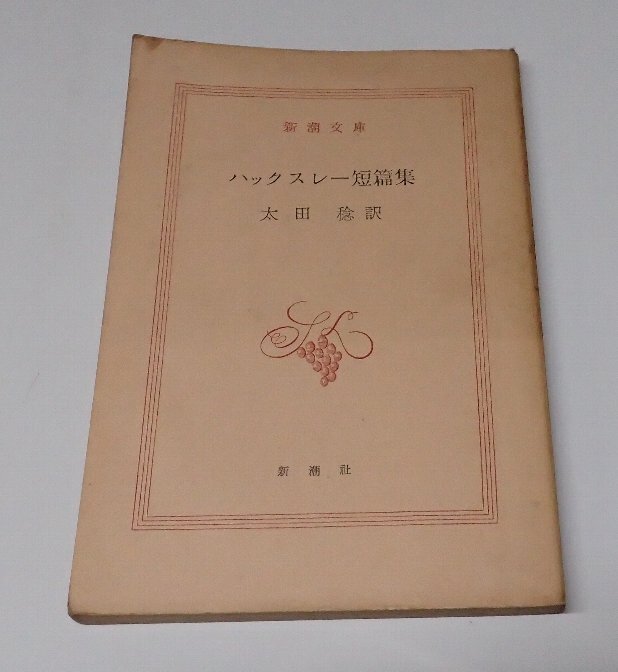 新潮文庫
ハックスレー短篇集
太田 稔訳
新潮社